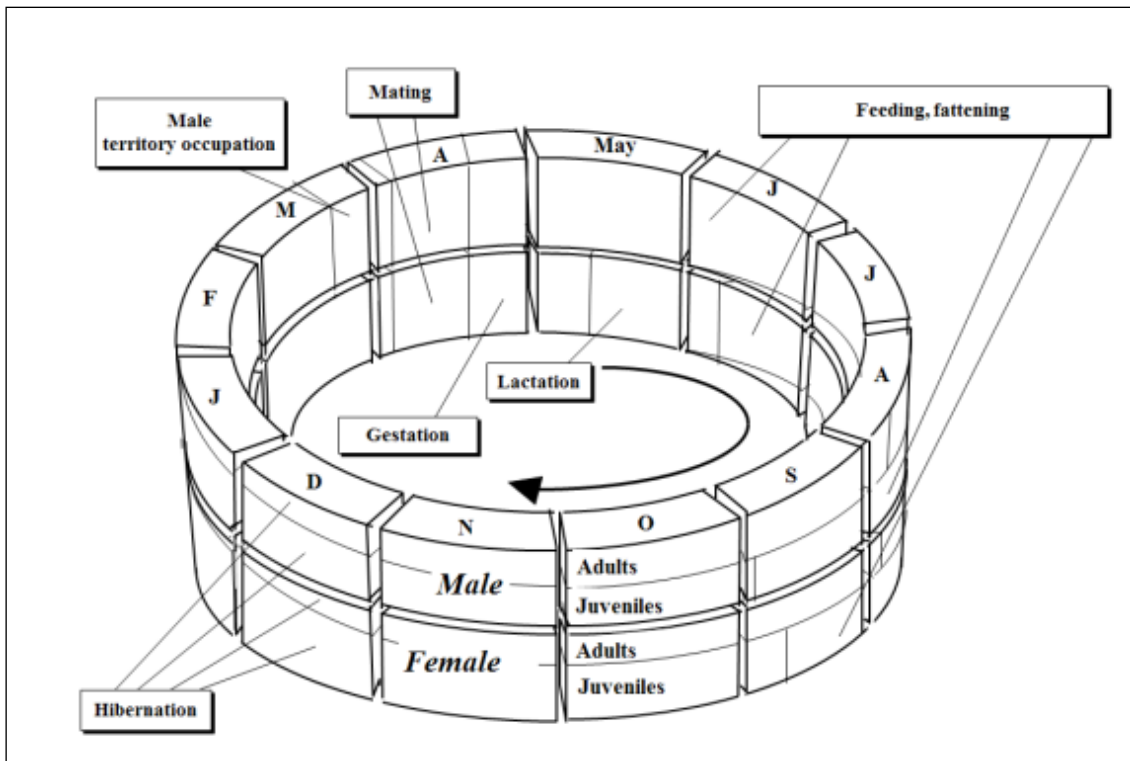 Mating
Feeding, fattening
Male
territory occupation
A
May
J
M
J
F
A
J
Lactation
Gestation
S
D
N
O
Adults
Male
Juveniles
Female
Adults
Juveniles
Hibernation